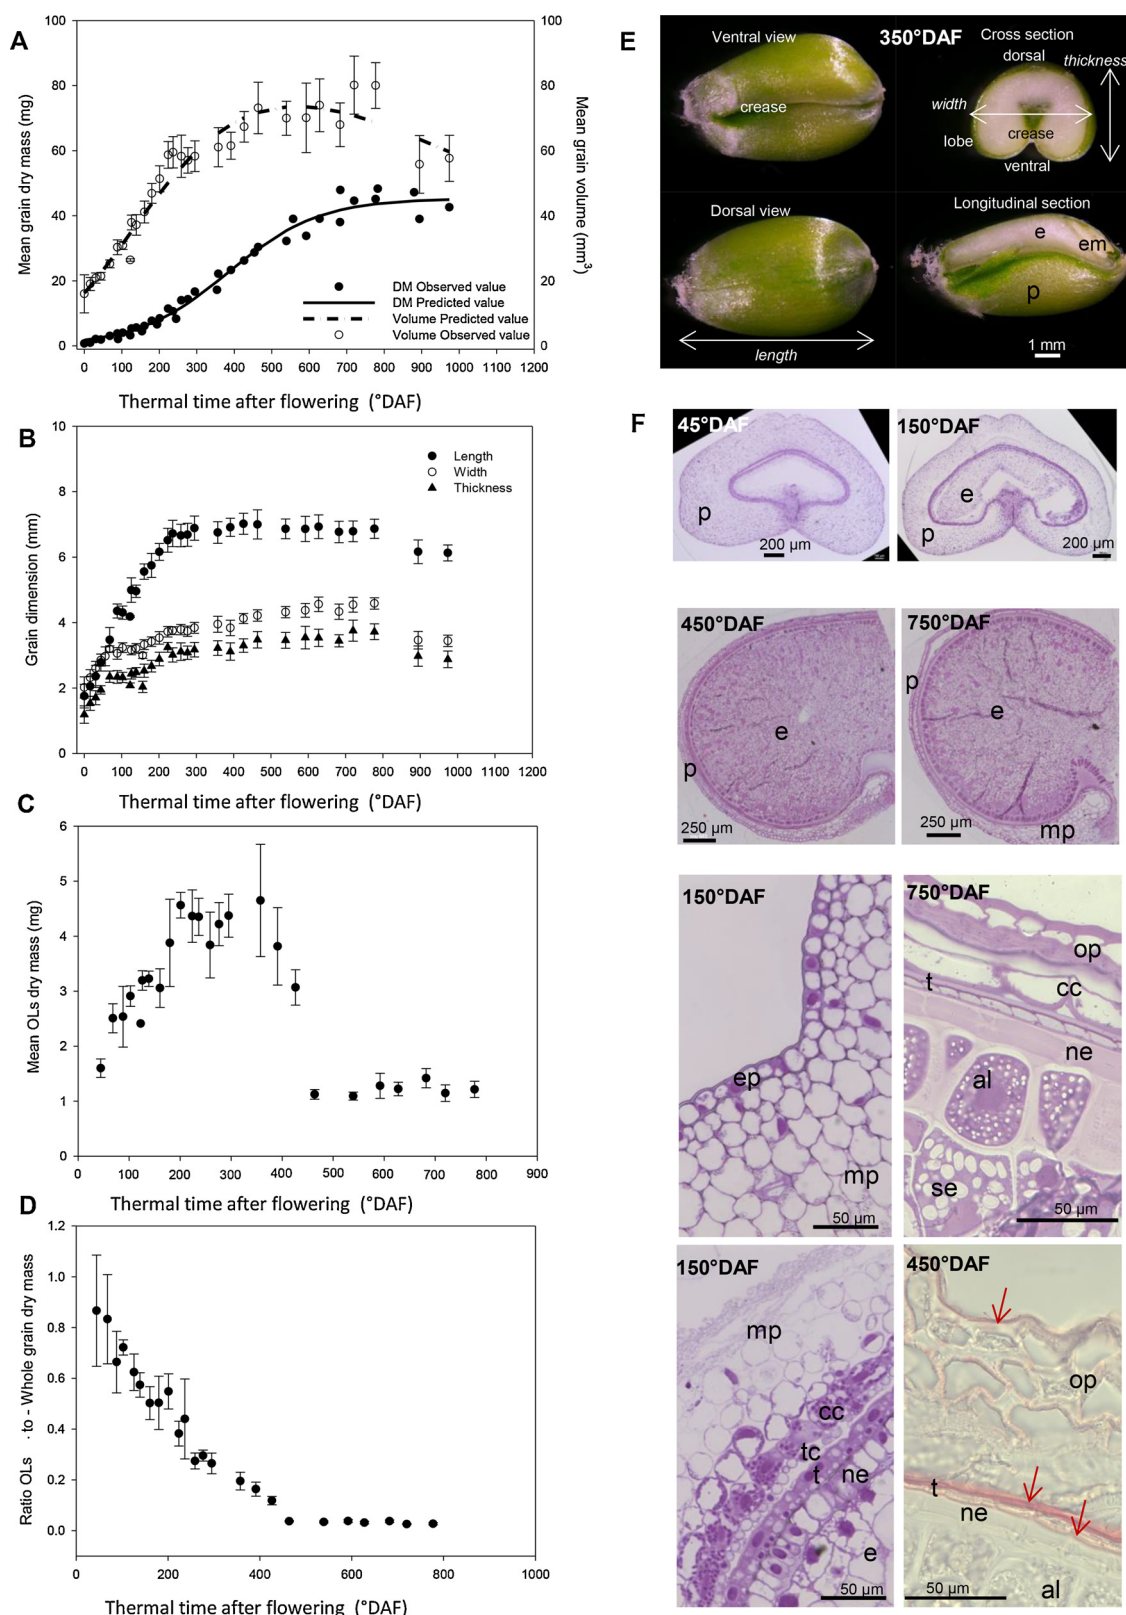 A
Mean grain dry mass (mg)
100
80
60
40
20
0
100
80
60
40
20
0
Mean grain volume (mm3)
DM Observed value
DM Predicted value
Volume Predicted value
Volume Observed value
0 100 200 300 400 500 600 700 800 900 1000 1100 1200
Thermal time after flowering (°DAF)
B
Grain dimension (mm)
10
8
6
4
2
0
Length
Width
Thickness
0 100 200 300 400 500 600 700 800 900 1000 1100 1200
Thermal time after flowering (°DAF)
C
Mean OLs dry mass (mg)
6
5
4
3
2
1
0
0 100 200 300 400 500 600 700 800 900
Thermal time after flowering (°DAF)
D
Ratio OLs - to - Whole grain dry mass
1.2
1.0
0.8
0.6
0.4
0.2
0.0
0 200 400 600 800 1000
Thermal time after flowering (°DAF)
E
350°DAF
Ventral view
crease
Cross section
dorsal
thickness
width
crease
lobe
ventral
Dorsal view
length
Longitudinal section
e
em
p
1 mm
F
45°DAF
p
200 µm
150°DAF
e
p
200 µm
450°DAF
e
p
250 µm
750°DAF
p
e
250 µm
mp
150°DAF
ep
mp
50 µm
750°DAF
op
cc
t
ne
al
se
50 µm
150°DAF
mp
cc
tc
t
ne
e
50 µm
450°DAF
op
t
ne
al
50 µm